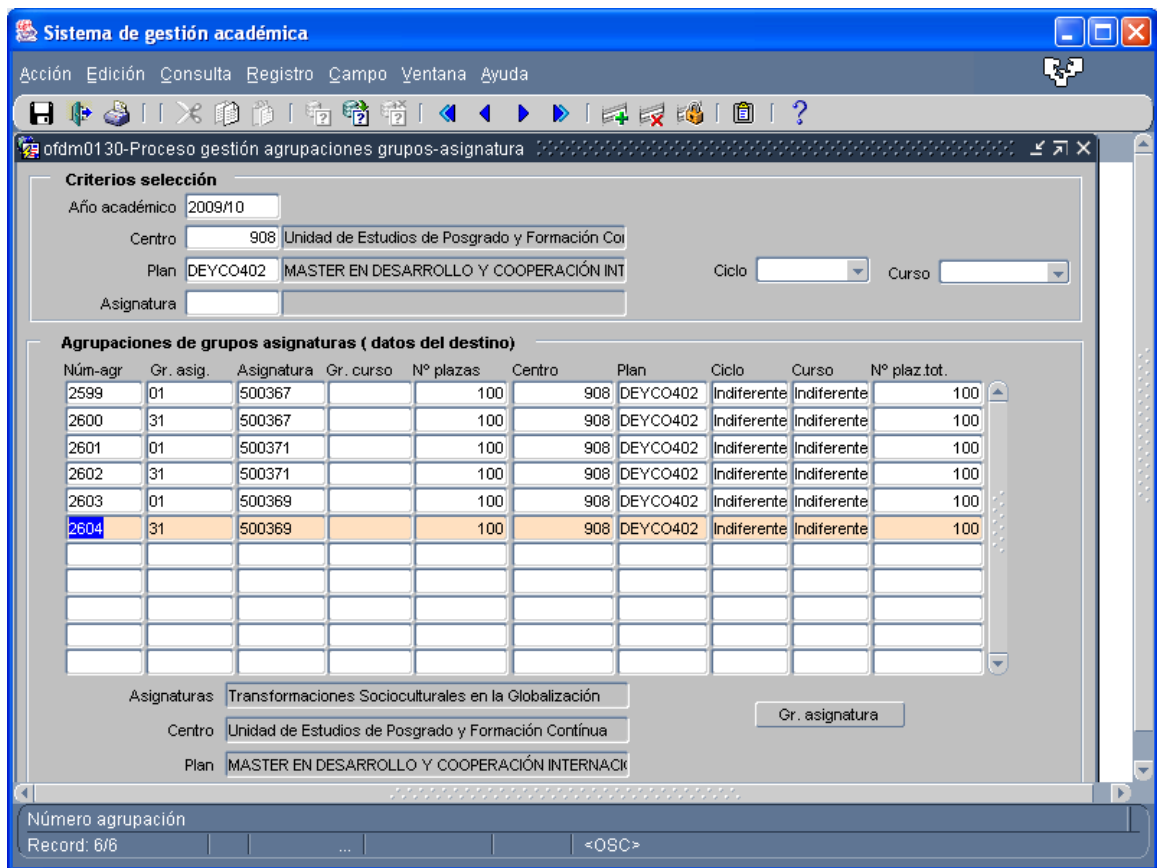 Sistema de gestión académica
Acción Edición Consulta Registro Campo Ventana Ayuda
ofdm0130-Proceso gestión agrupaciones grupos-asignatura
Criterios selección
Año académico 2009/10
Centro 908 Unidad de Estudios de Posgrado y Formación Co
Plan DEYCO402 MASTER EN DESARROLLO Y COOPERACIÓN INT Ciclo Curso
Asignatura
Agrupaciones de grupos asignaturas ( datos del destino)
Núm-agr Gr. asig. Asignatura Gr. curso Nº plazas Centro Plan Ciclo Curso Nº plaz.tot.
2599 01 500367 100 908 DEYCO402 Indiferente Indiferente 100
2600 31 500367 100 908 DEYCO402 Indiferente Indiferente 100
2601 01 500371 100 908 DEYCO402 Indiferente Indiferente 100
2602 31 500371 100 908 DEYCO402 Indiferente Indiferente 100
2603 01 500369 100 908 DEYCO402 Indiferente Indiferente 100
2604 31 500369 100 908 DEYCO402 Indiferente Indiferente 100
Asignaturas Transformaciones Socioculturales en la Globalización
Gr. asignatura
Centro Unidad de Estudios de Posgrado y Formación Contínua
Plan MASTER EN DESARROLLO Y COOPERACIÓN INTERNACI
Número agrupación
Record: 6/6 ... <OSC>